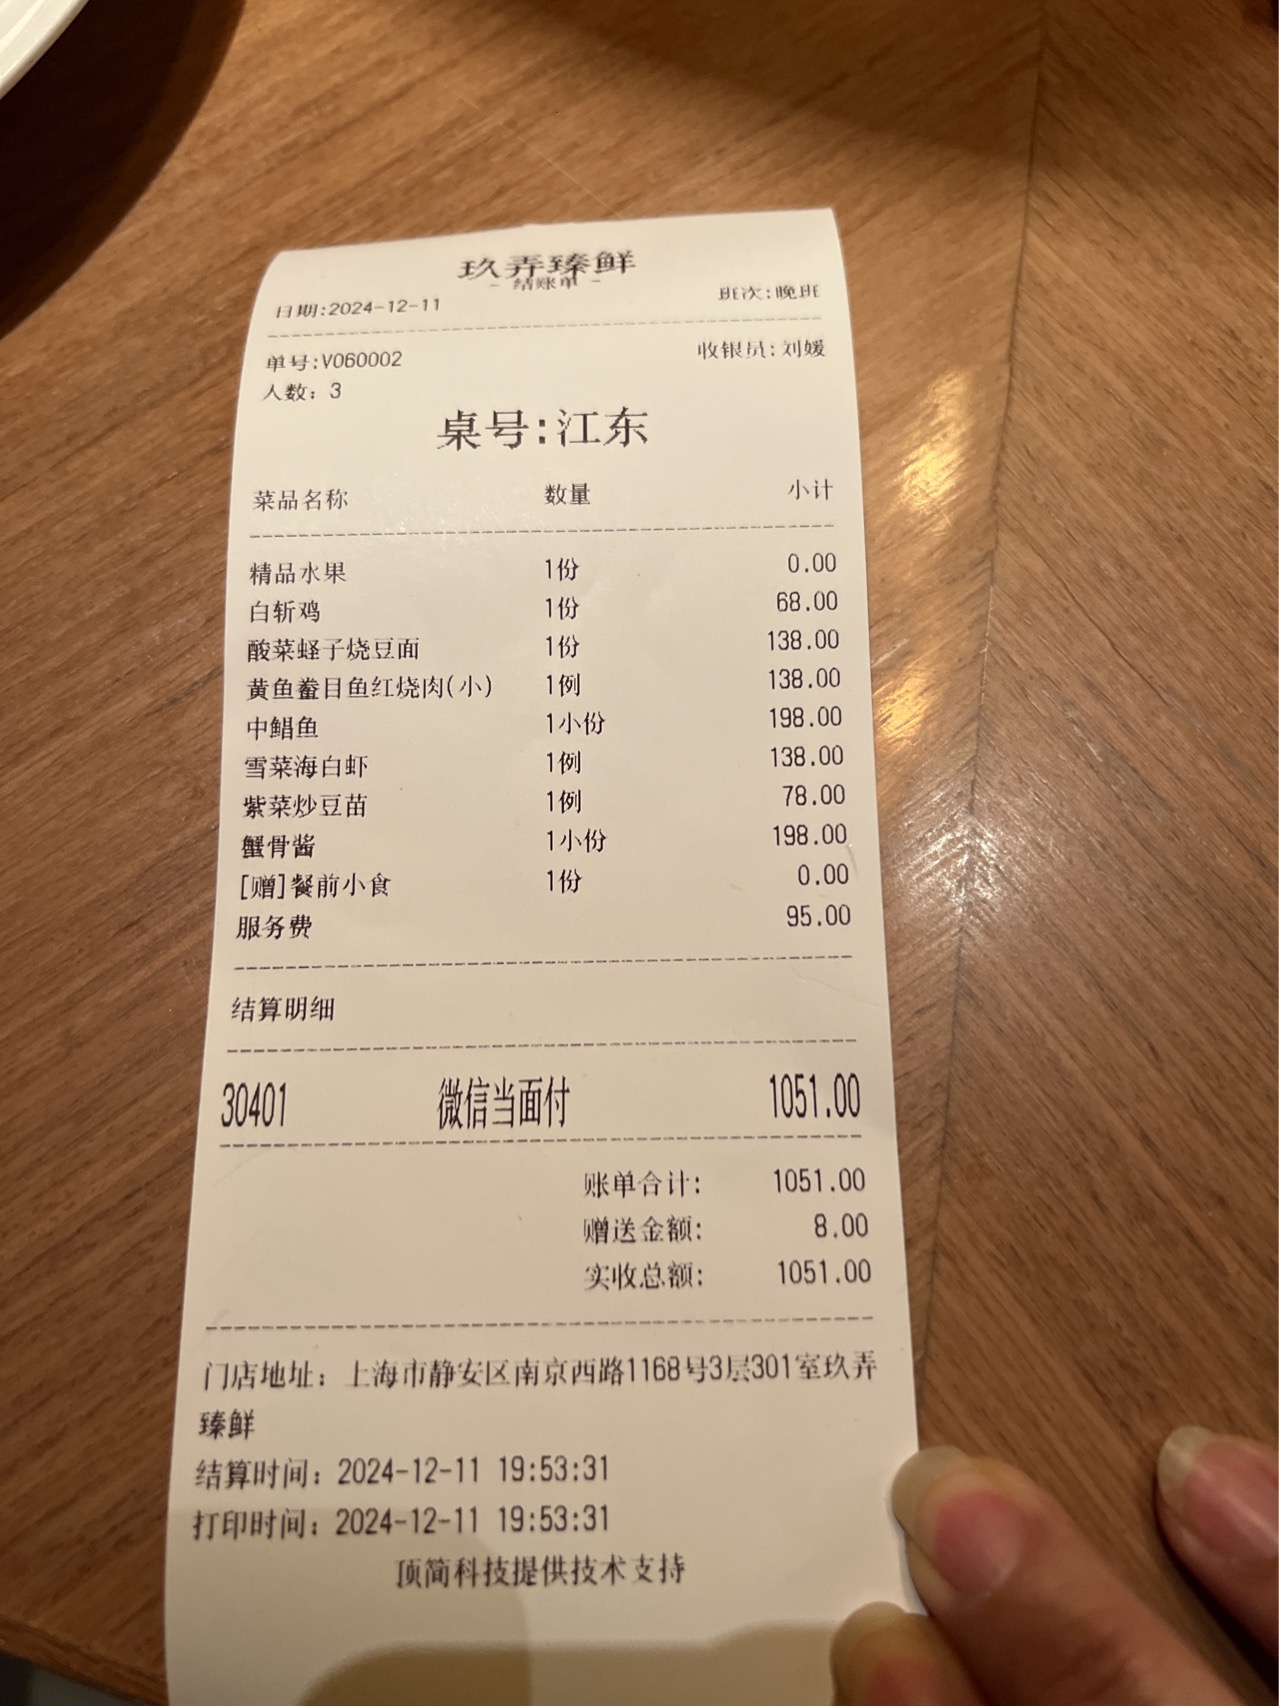 玖弄臻鲜
- 结账单 -
日期:2024-12-11 班次:晚班
单号:V060002 收银员:刘媛
人数: 3
桌号:江东
菜品名称 数量 小计
精品水果 1份 0.00
白斩鸡 1份 68.00
酸菜蛏子烧豆面 1份 138.00
黄鱼鲞目鱼红烧肉(小) 1例 138.00
中鲳鱼 1小份 198.00
雪菜海白虾 1例 138.00
紫菜炒豆苗 1例 78.00
蟹骨酱 1小份 198.00
[赠]餐前小食 1份 0.00
服务费 95.00
结算明细
30401 微信当面付 1051.00
账单合计: 1051.00
赠送金额: 8.00
实收总额: 1051.00
门店地址: 上海市静安区南京西路1168号3层301室玖弄
臻鲜
结算时间: 2024-12-11 19:53:31
打印时间: 2024-12-11 19:53:31
顶简科技提供技术支持